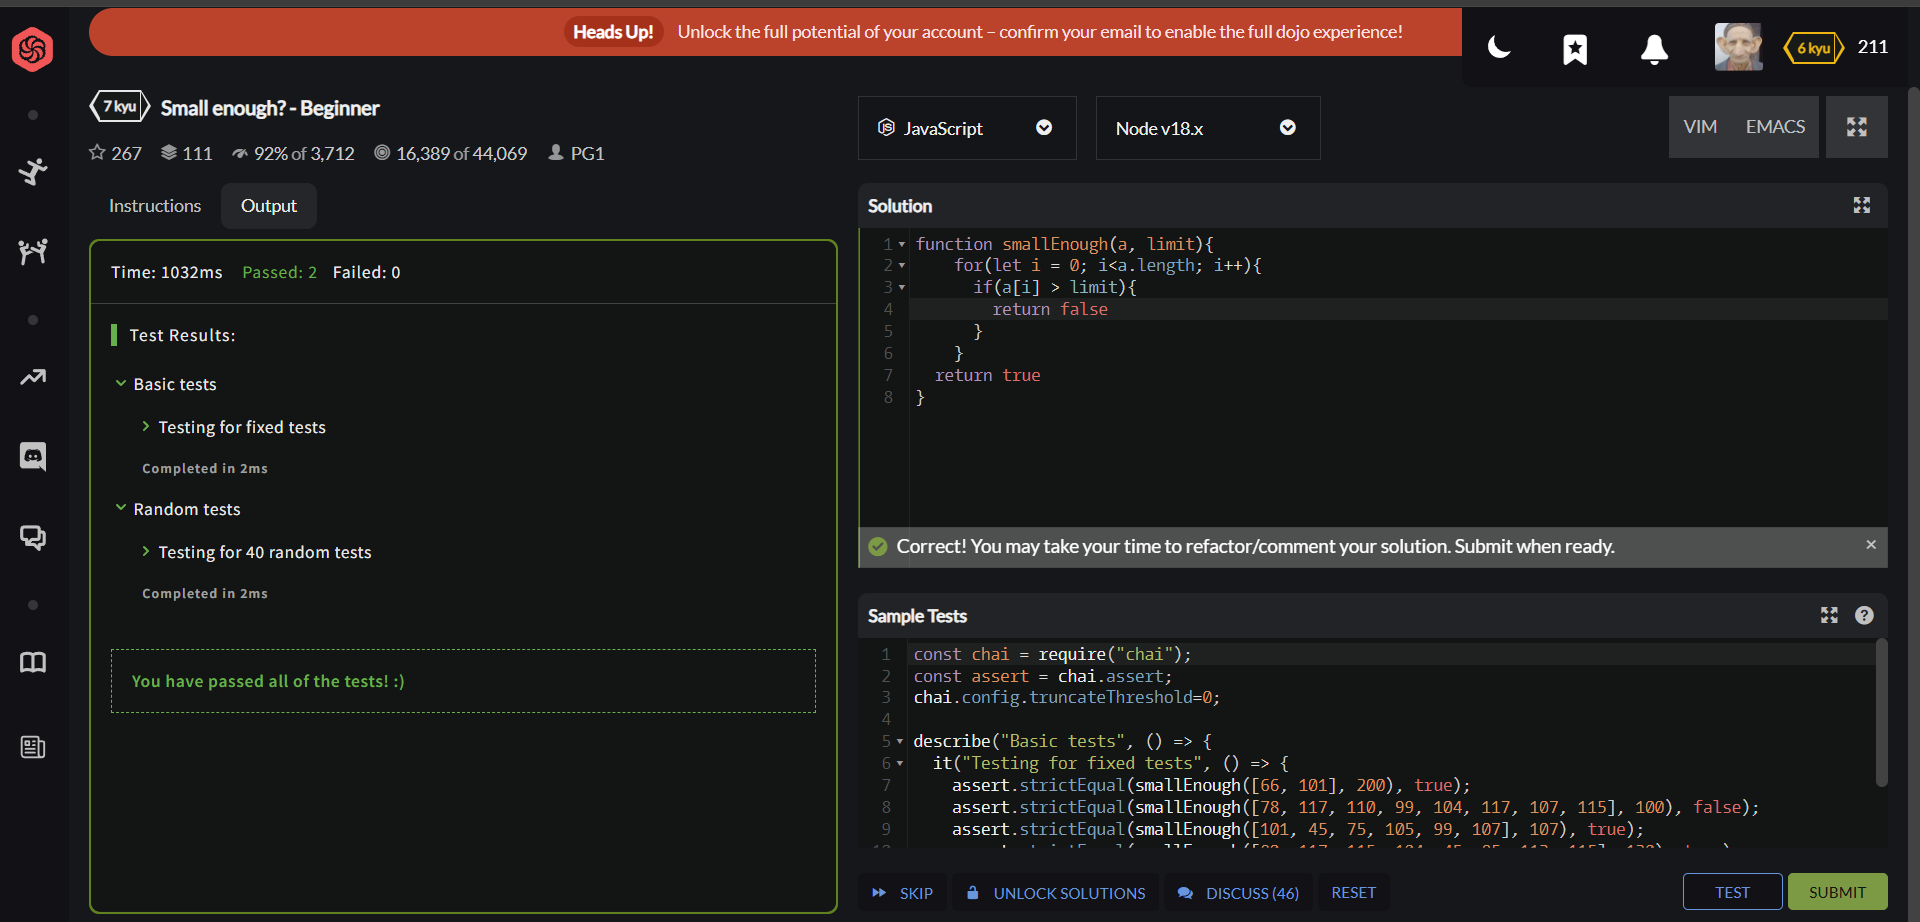 Heads Up! Unlock the full potential of your account – confirm your email to enable the full dojo experience!
6 kyu 211
7 kyu Small enough? - Beginner
267 111 92% of 3,712 16,389 of 44,069 PG1
Instructions Output
Time: 1032ms Passed: 2 Failed: 0
Test Results:
Basic tests
Testing for fixed tests
Completed in 2ms
Random tests
Testing for 40 random tests
Completed in 2ms
You have passed all of the tests! :)
JavaScript Node v18.x VIM EMACS
Solution
1 function smallEnough(a, limit){
2 for(let i = 0; i<a.length; i++){
3 if(a[i] > limit){
4 return false
5 }
6 }
7 return true
8 }
Correct! You may take your time to refactor/comment your solution. Submit when ready. ×
Sample Tests ?
1 const chai = require("chai");
2 const assert = chai.assert;
3 chai.config.truncateThreshold=0;
4
5 describe("Basic tests", () => {
6 it("Testing for fixed tests", () => {
7 assert.strictEqual(smallEnough([66, 101], 200), true);
8 assert.strictEqual(smallEnough([78, 117, 110, 99, 104, 117, 107, 115], 100), false);
9 assert.strictEqual(smallEnough([101, 45, 75, 105, 99, 107], 107), true);
SKIP UNLOCK SOLUTIONS DISCUSS (46) RESET TEST SUBMIT